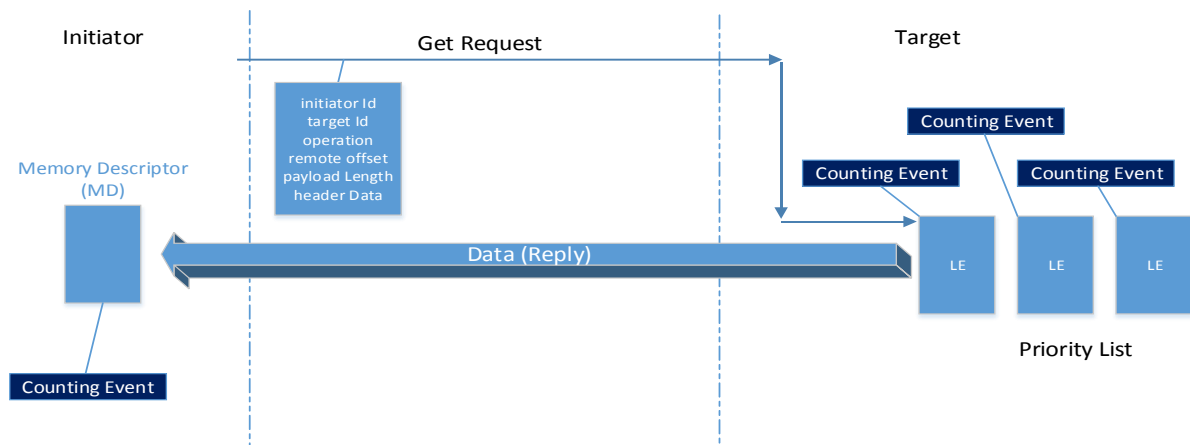 Initiator
Get Request
Target
initiator Id
target Id
operation
remote offset
payload Length
header Data
Counting Event
Counting Event
Counting Event
Memory Descriptor
(MD)
Data (Reply)
LE
LE
LE
Priority List
Counting Event